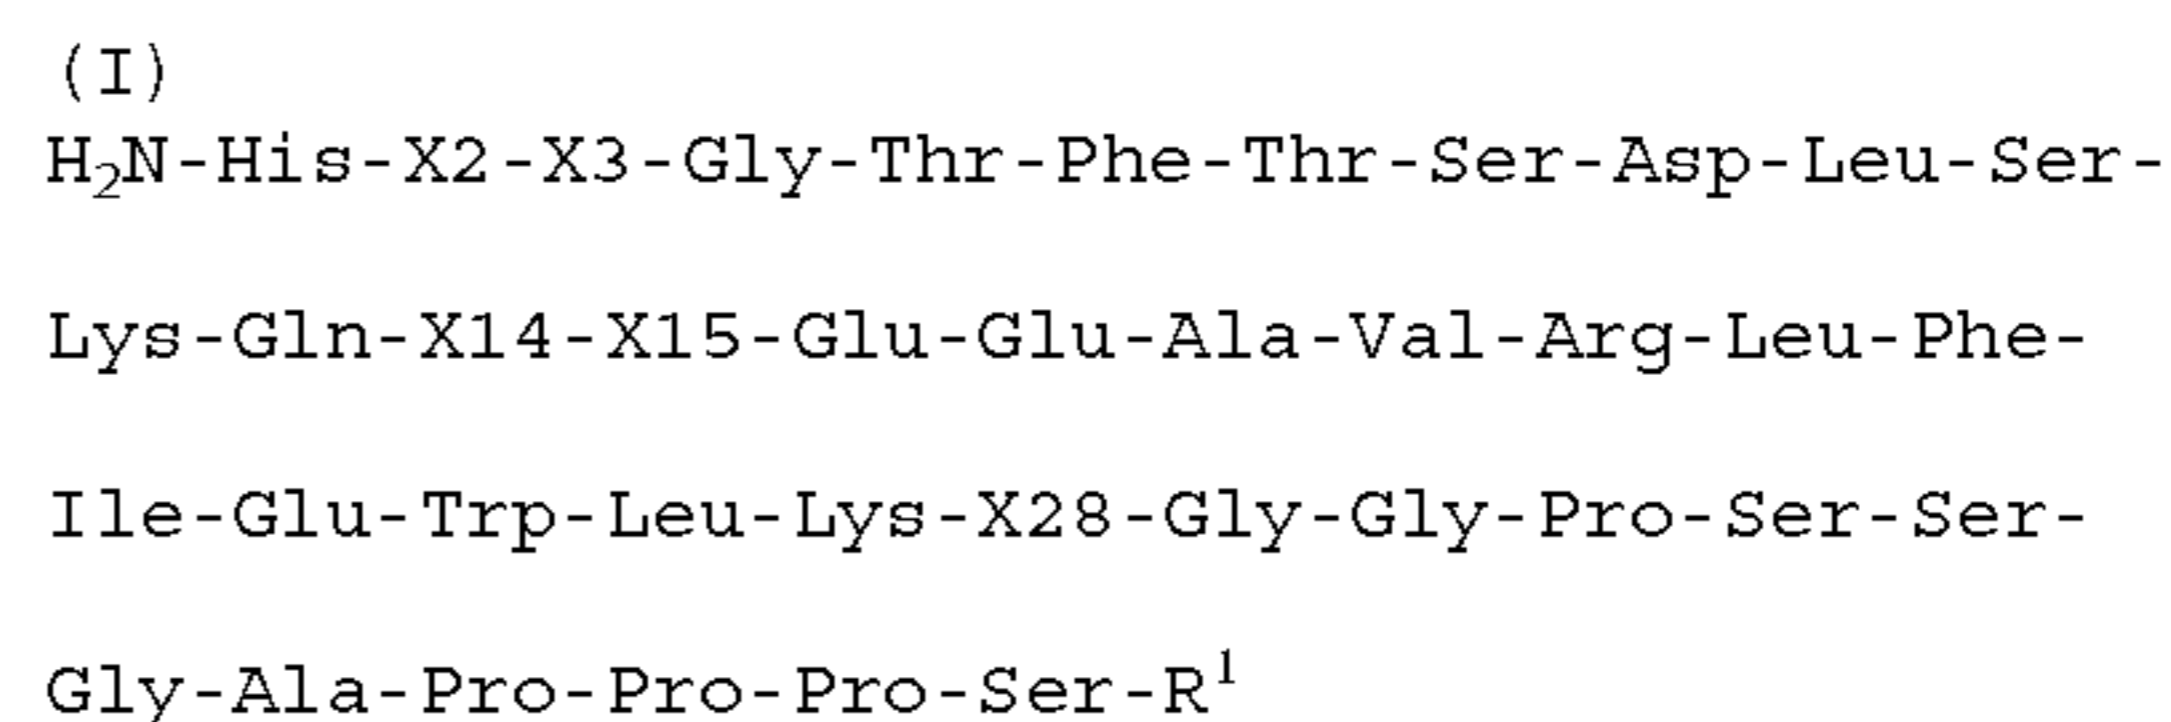 (I)
H₂N-His-X2-X3-Gly-Thr-Phe-Thr-Ser-Asp-Leu-Ser-
Lys-Gln-X14-X15-Glu-Glu-Ala-Val-Arg-Leu-Phe-
Ile-Glu-Trp-Leu-Lys-X28-Gly-Gly-Pro-Ser-Ser-
Gly-Ala-Pro-Pro-Pro-Ser-R¹